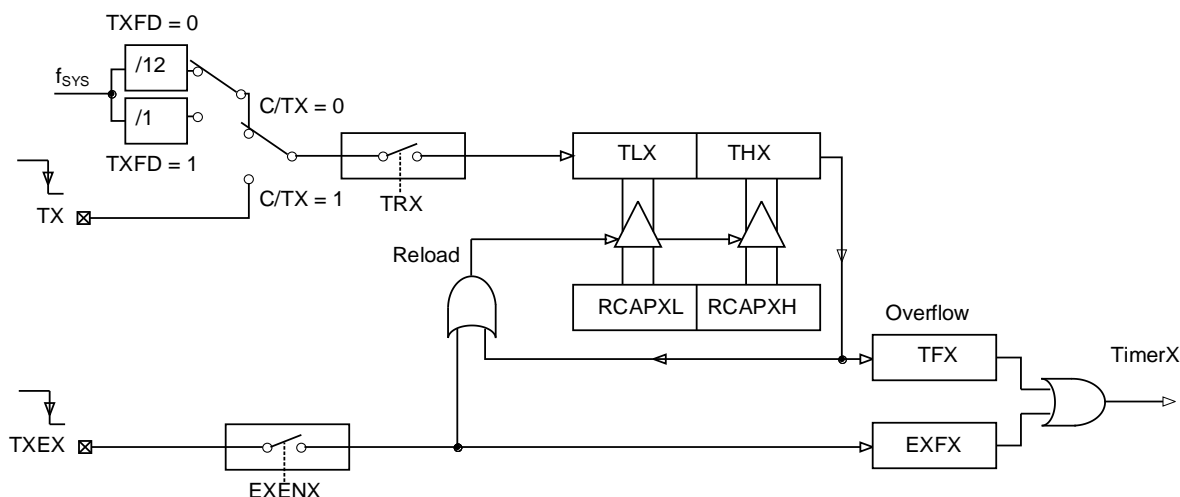 TXFD = 0
/12
fSYS
C/TX = 0
/1
TLX
THX
TXFD = 1
C/TX = 1
TX
TRX
Reload
RCAPXL
RCAPXH
Overflow
TFX
TimerX
TXEX
EXFX
EXENX